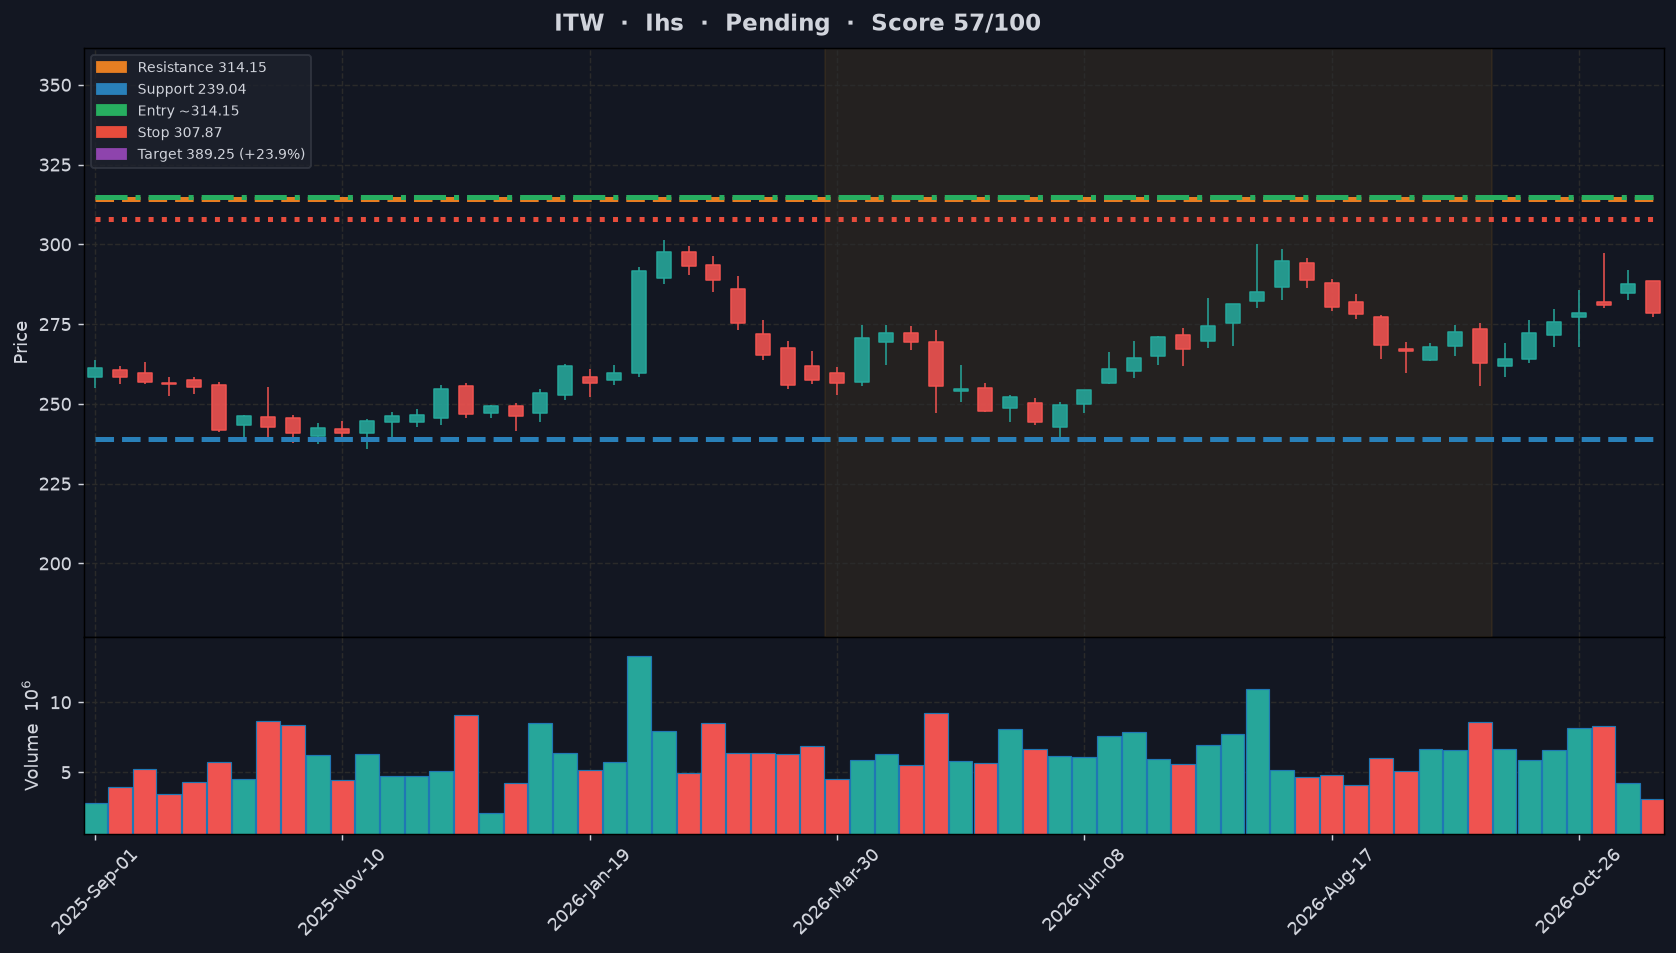 ITW · Ihs · Pending · Score 57/100
Resistance 314.15
Support 239.04
Entry ~314.15
Stop 307.87
Target 389.25 (+23.9%)
Price
350
325
300
275
250
225
200
Volume 10⁶
10
5
2025-Sep-01
2025-Nov-10
2026-Jan-19
2026-Mar-30
2026-Jun-08
2026-Aug-17
2026-Oct-26